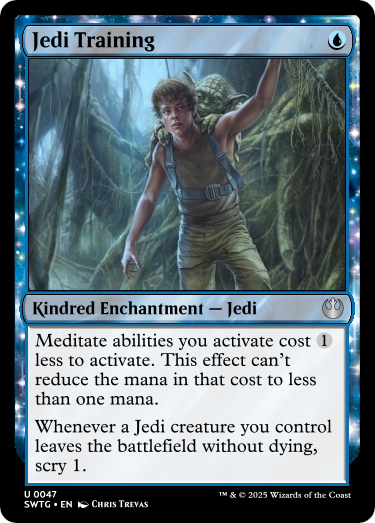 Jedi Training
Kindred Enchantment — Jedi
Meditate abilities you activate cost 1
less to activate. This effect can't
reduce the mana in that cost to less
than one mana.
Whenever a Jedi creature you control
leaves the battlefield without dying,
scry 1.
U 0047
SWTG • EN Chris Trevas
™ & © 2025 Wizards of the Coast